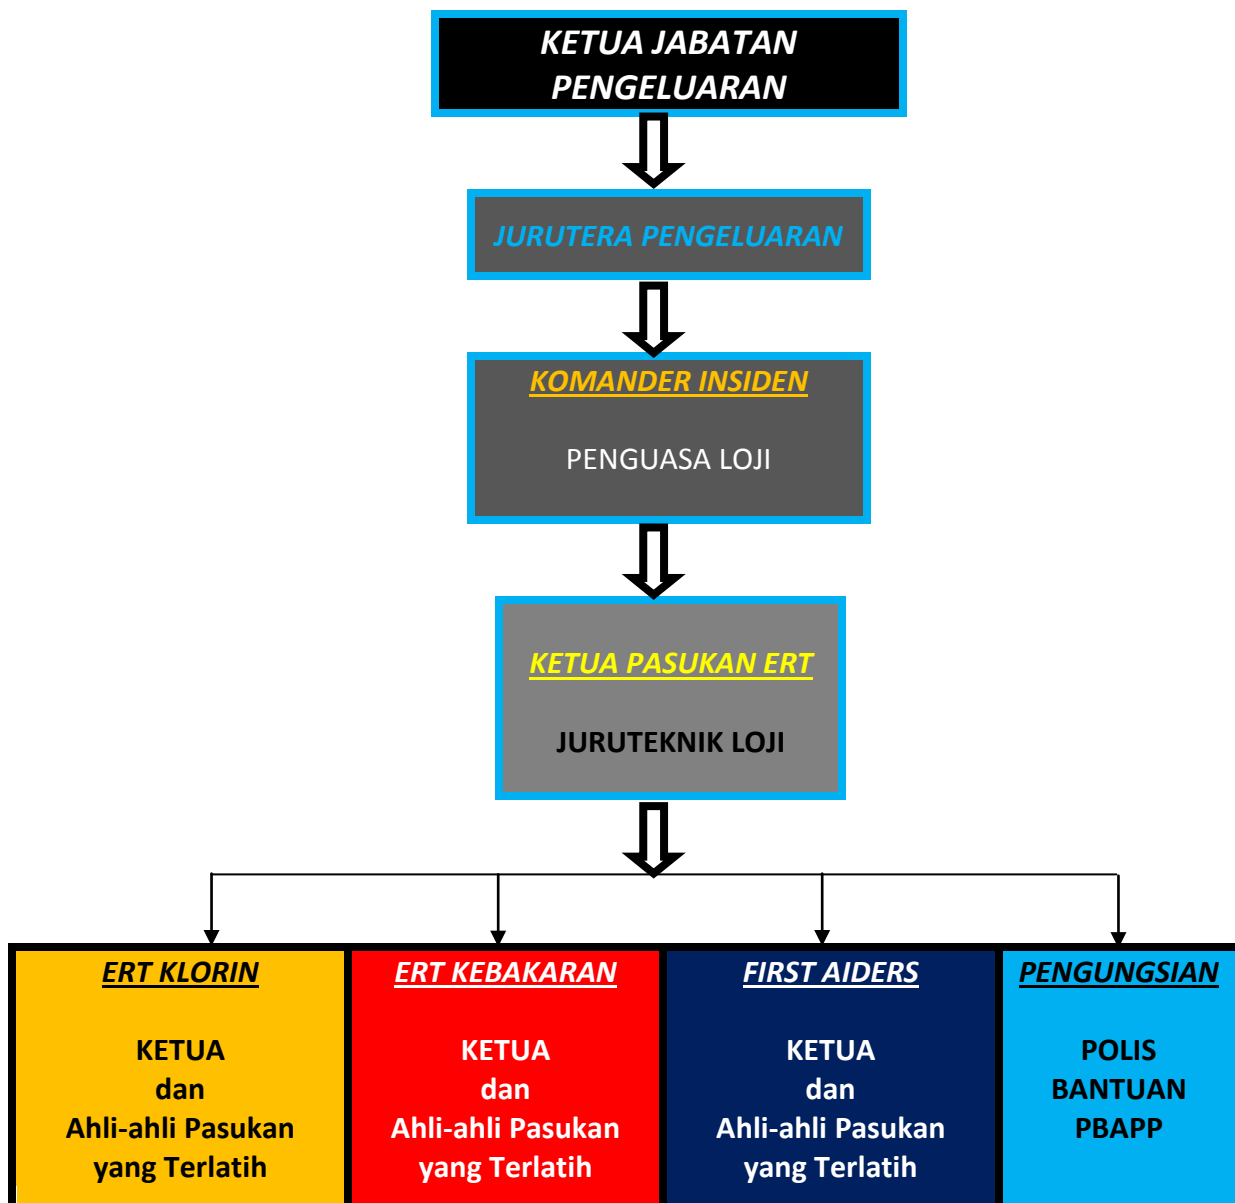 KETUA JABATAN
PENGELUARAN
JURUTERA PENGELUARAN
KOMANDER INSIDEN
PENGUASA LOJI
KETUA PASUKAN ERT
JURUTEKNIK LOJI
ERT KLORIN
KETUA
dan
Ahli-ahli Pasukan
yang Terlatih
ERT KEBAKARAN
KETUA
dan
Ahli-ahli Pasukan
yang Terlatih
FIRST AIDERS
KETUA
dan
Ahli-ahli Pasukan
yang Terlatih
PENGUNGSIAN
POLIS
BANTUAN
PBAPP